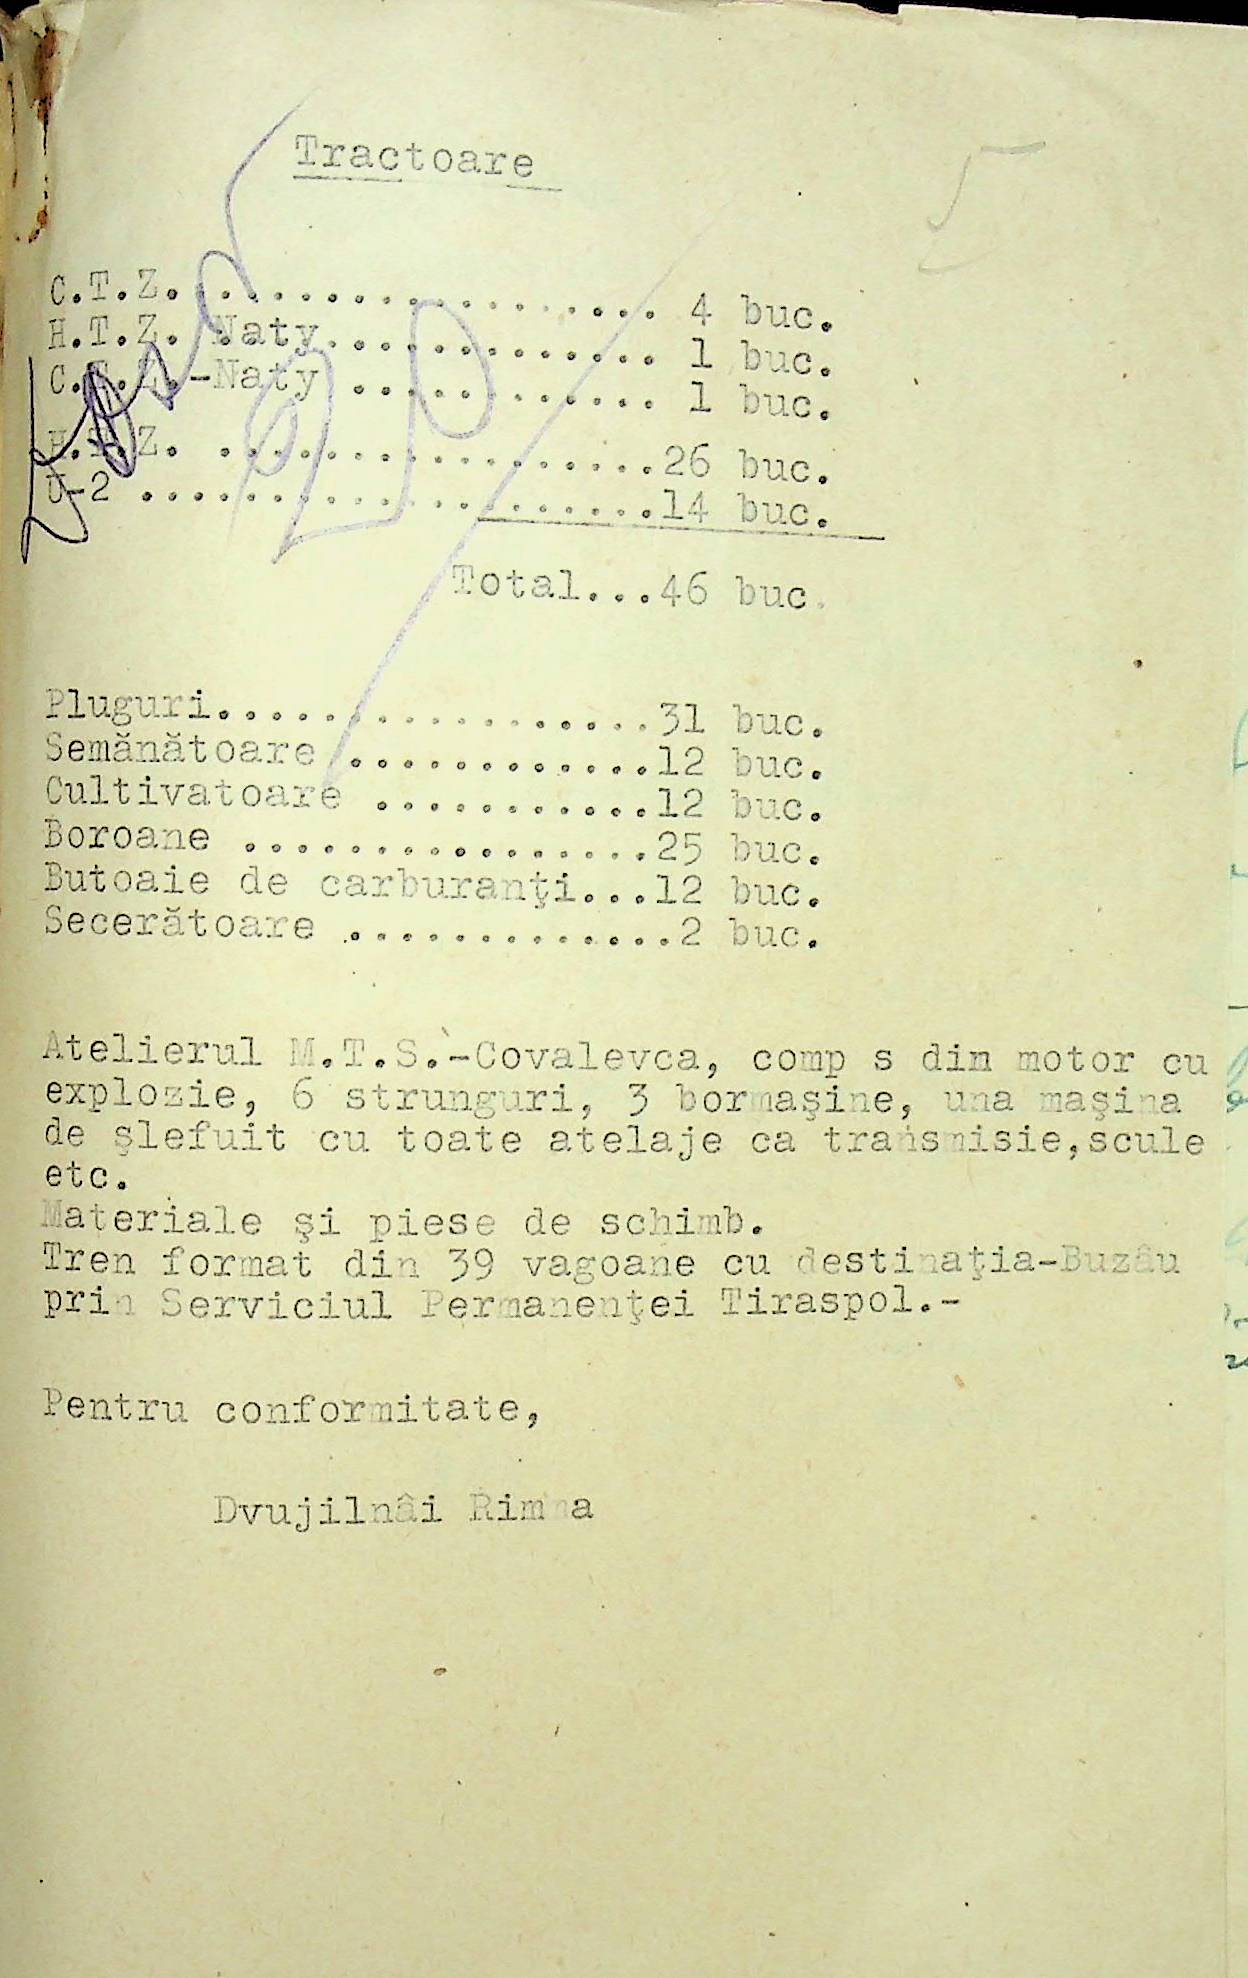 Tractoare
5
C.T.Z. .................. 4 buc.
H.T.Z. Naty............. 1 buc.
C.T.Z.-Naty ............ 1 buc.
H.T.Z. .................26 buc.
U-2 ....................14 buc.
Total...46 buc.
Pluguri.................31 buc.
Semănătoare ............12 buc.
Cultivatoare ...........12 buc.
Boroane ................25 buc.
Butoaie de carburanţi...12 buc.
Secerătoare .............2 buc.
Atelierul M.T.S.-Covalevca, comp s din motor cu
explozie, 6 strunguri, 3 bormaşine, una maşina
de şlefuit cu toate atelaje ca transmisie,scule
etc.
Materiale şi piese de schimb.
Tren format din 39 vagoane cu destinaţia-Buzău
prin Serviciul Permanenţei Tiraspol.-
Pentru conformitate,
Dvujilnâi Rimma